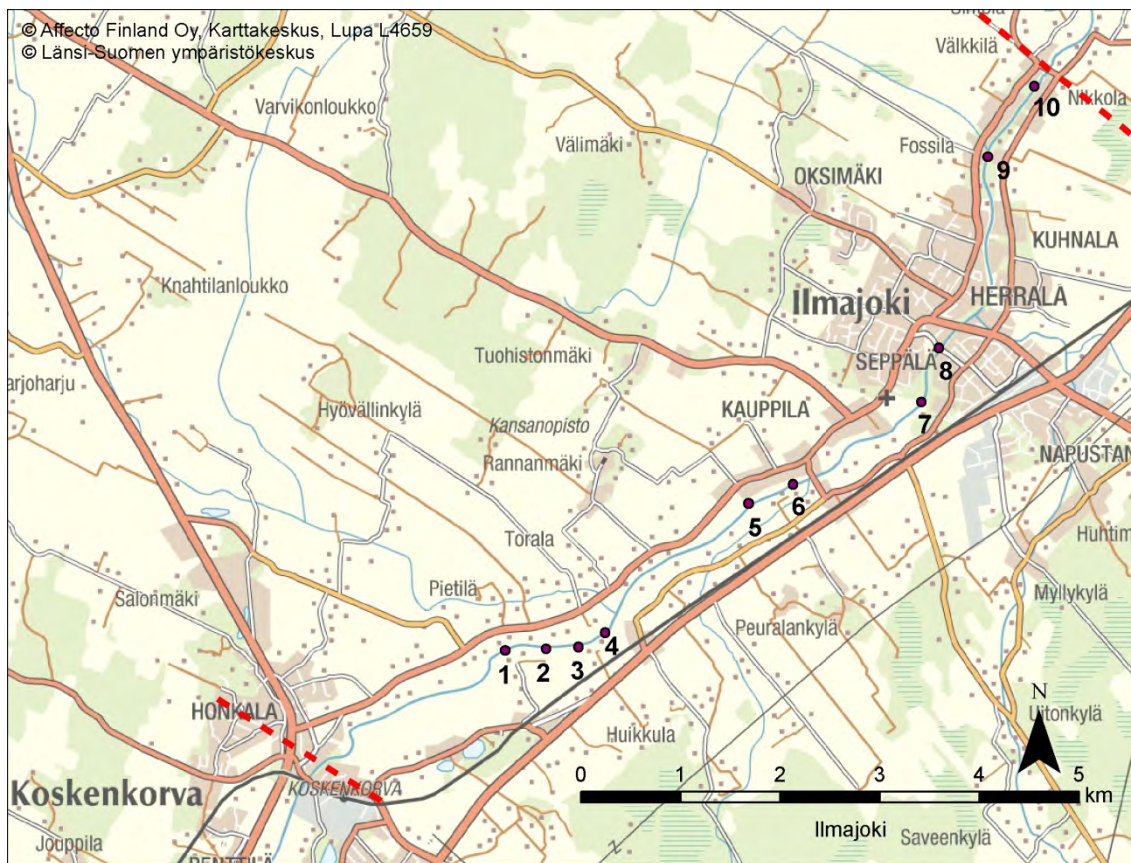 © Affecto Finland Oy, Karttakeskus, Lupa L4659
© Länsi-Suomen ympäristökeskus
Välkkilä
Nikkola
10
Varvikonloukko
Välimäki
Fossila
9
OKSIMÄKI
KUHNALA
Knahtilanloukko
Ilmajoki
HERRALA
Tuohistonmäki
SEPPÄLÄ
8
arjoharju
Hyövällinkylä
KAUPPILA
7
Kansanopisto
Rannanmäki
NAPUSTAN
6
5
Torala
Huhtim
Pietilä
Salonmäki
Myllykylä
Peuralankylä
4
1
2
3
N
HONKALA
Uitonkylä
Huikkula
KOSKENKORVA
Koskenkorva
0
1
2
3
4
5
km
Ilmajoki
Saveenkylä
Jouppila